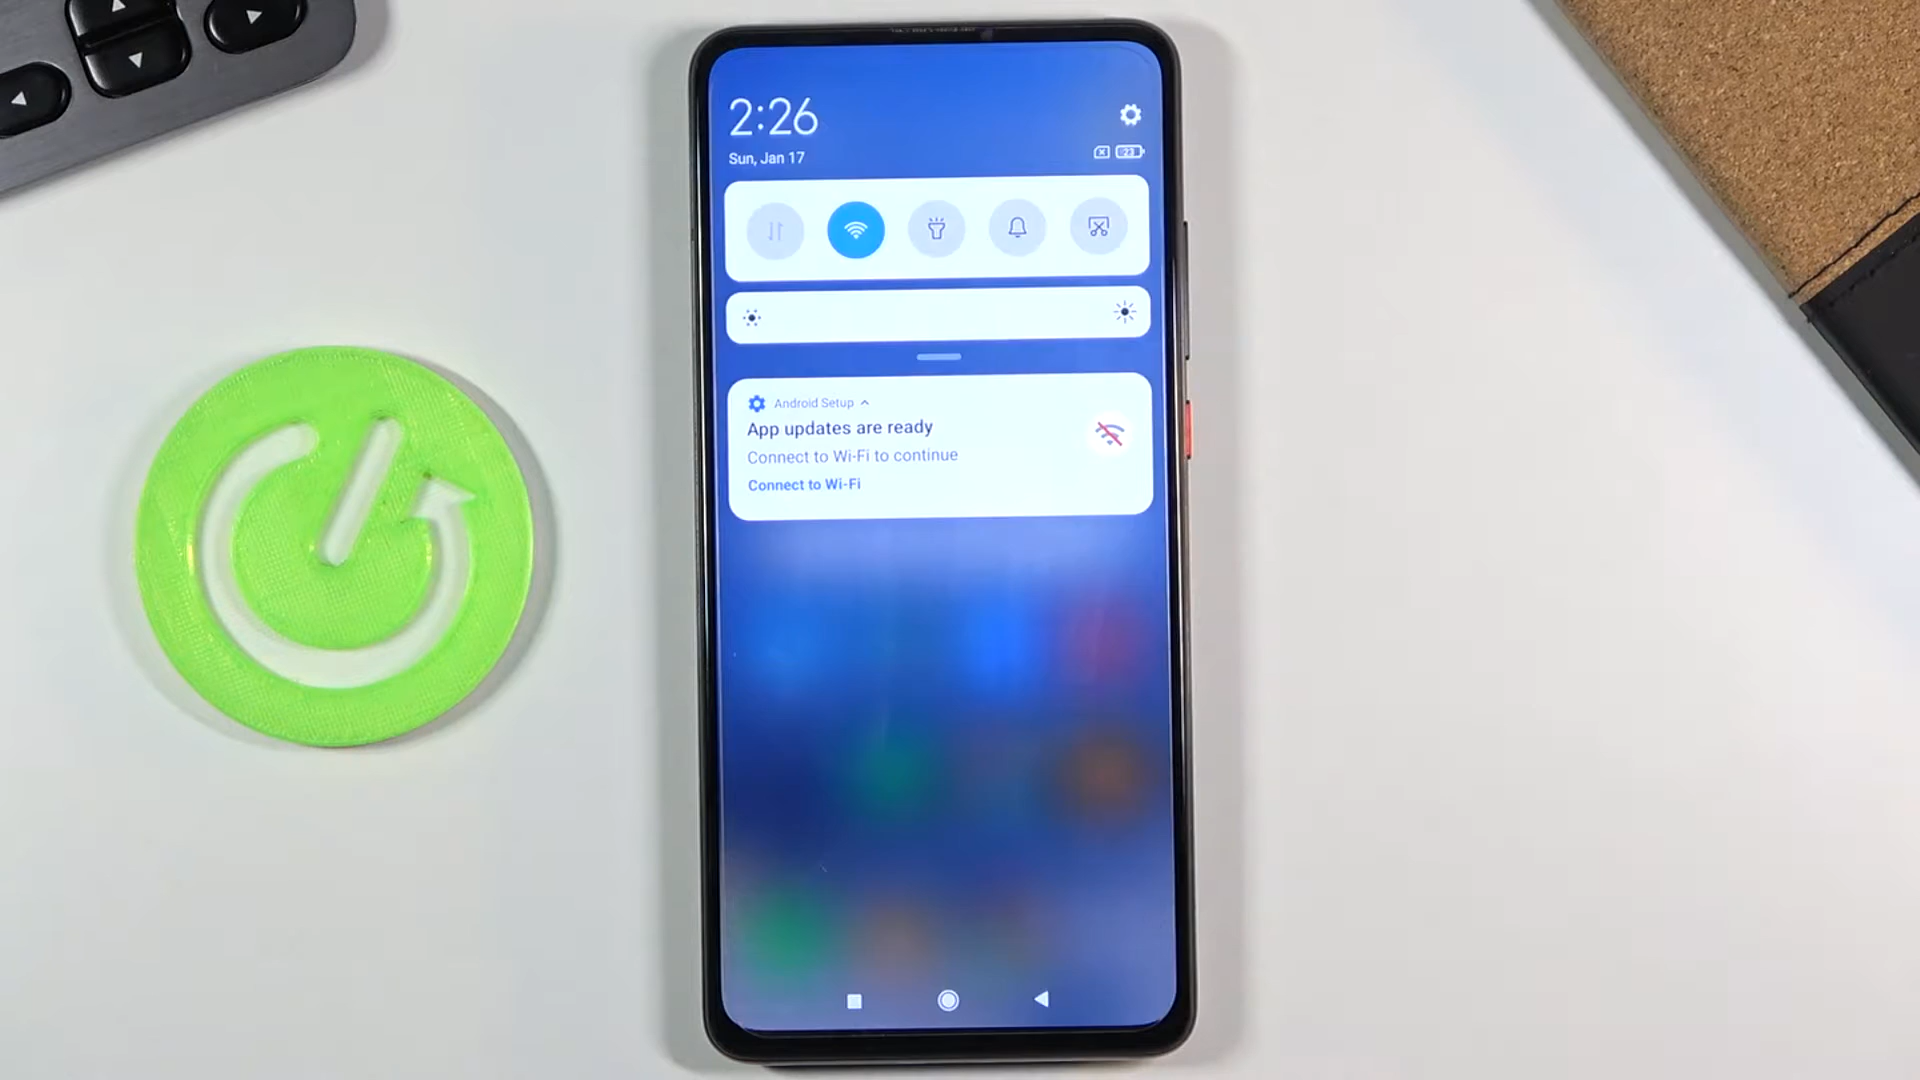 2:26
Sun, Jan 17
23
Android Setup
App updates are ready
Connect to Wi-Fi to continue
Connect to Wi-Fi